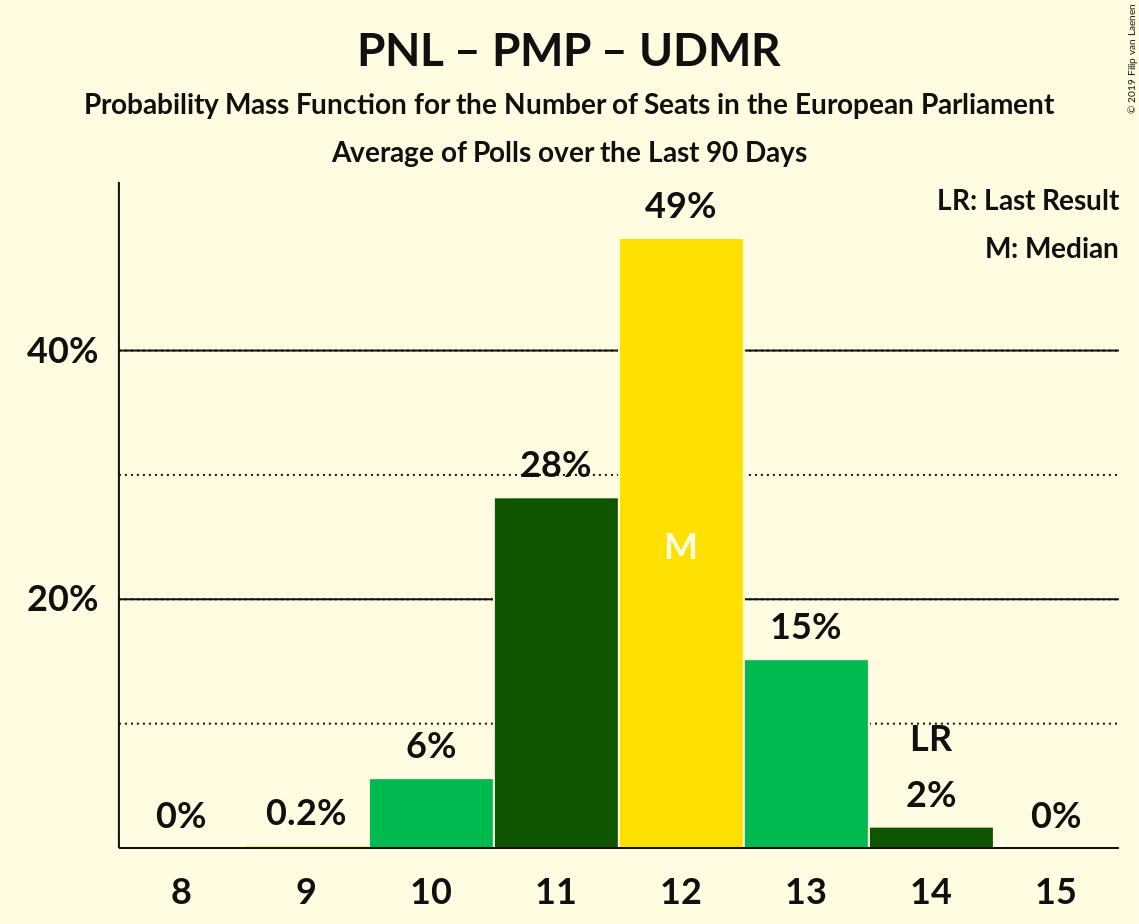 PNL – PMP – UDMR
Probability Mass Function for the Number of Seats in the European Parliament
Average of Polls over the Last 90 Days
© 2019 Filip van Laenen
LR: Last Result
M: Median
49%
40%
28%
M
20%
15%
6%
LR
0%
0.2%
2%
0%
8 9 10 11 12 13 14 15